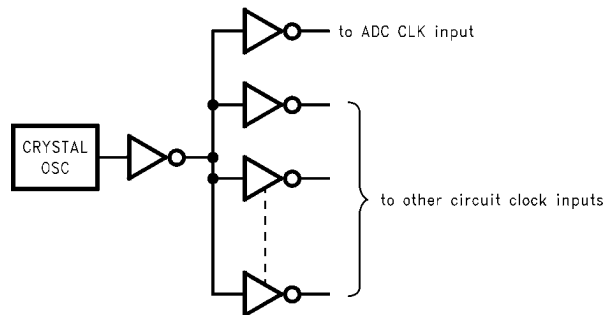 to ADC CLK input
CRYSTAL
OSC
to other circuit clock inputs